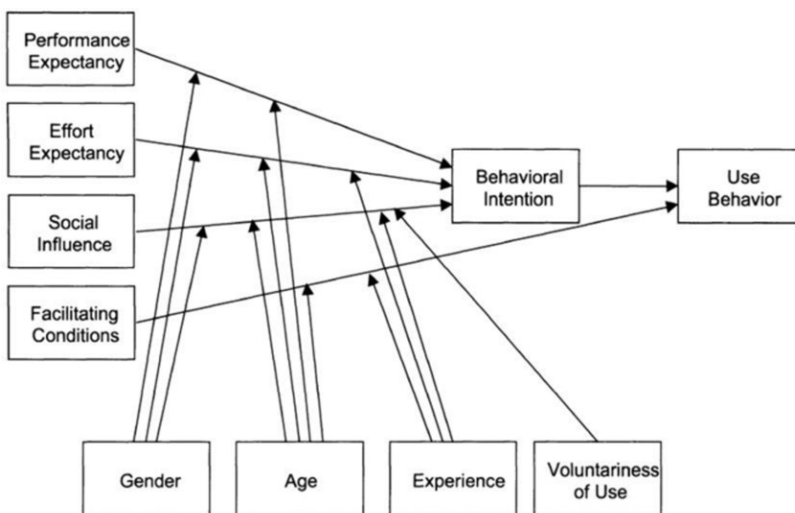 Performance
Expectancy
Effort
Expectancy
Social
Influence
Facilitating
Conditions
Behavioral
Intention
Use
Behavior
Gender
Age
Experience
Voluntariness
of Use